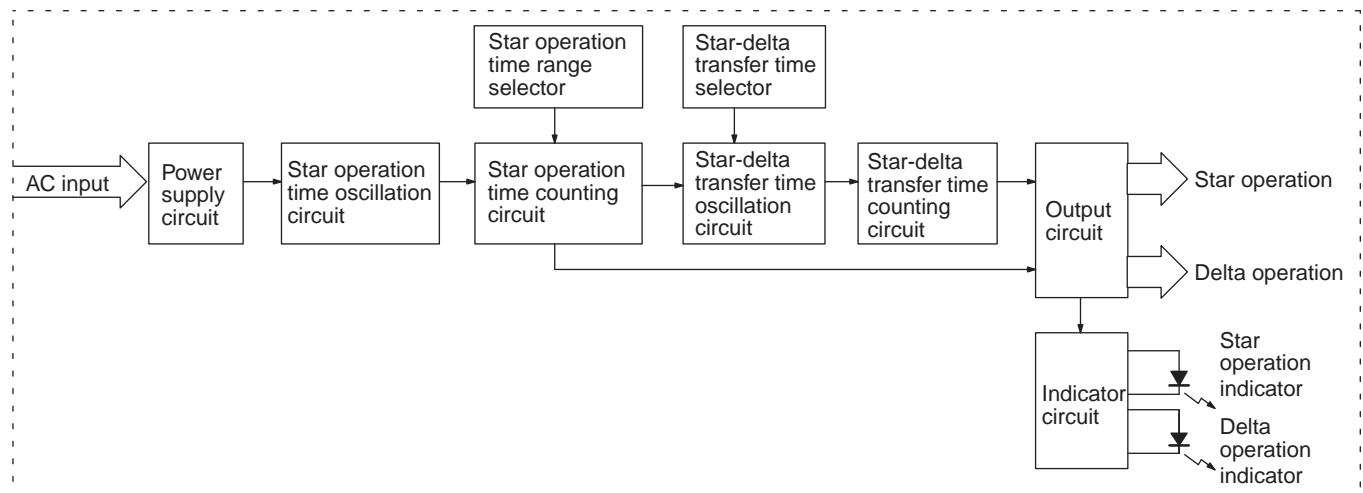 Star operation
time range
selector
Star-delta
transfer time
selector
AC input
Power
supply
circuit
Star operation
time oscillation
circuit
Star operation
time counting
circuit
Star-delta
transfer time
oscillation circuit
Star-delta
transfer time
counting
circuit
Output
circuit
Star operation
Delta operation
Indicator
circuit
Star
operation
indicator
Delta
operation
indicator